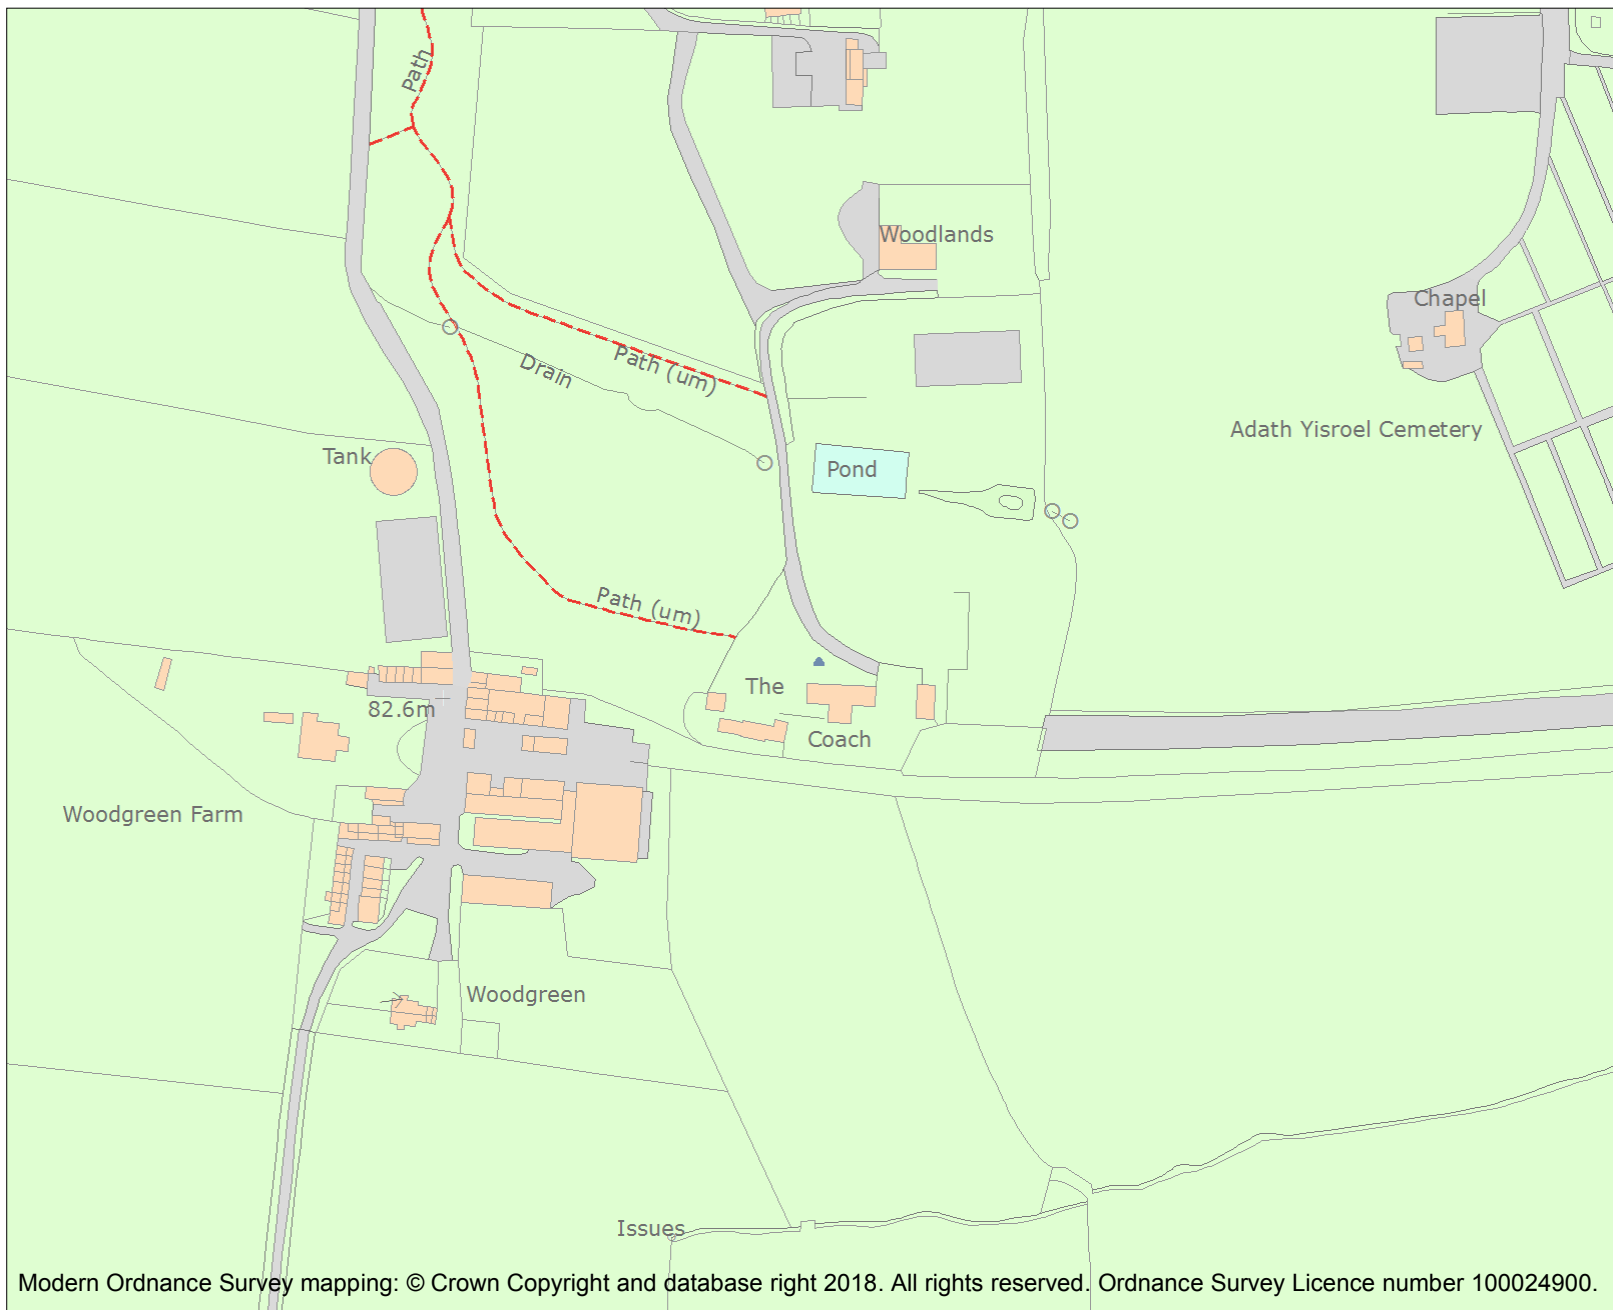 Path
Woodlands
Chapel
Path (um)
Drain
Adath Yisroel Cemetery
Tank
Pond
Path (um)
The
82.6m
Coach
Woodgreen Farm
Woodgreen
Issues
Modern Ordnance Survey mapping: © Crown Copyright and database right 2018. All rights reserved. Ordnance Survey Licence number 100024900.